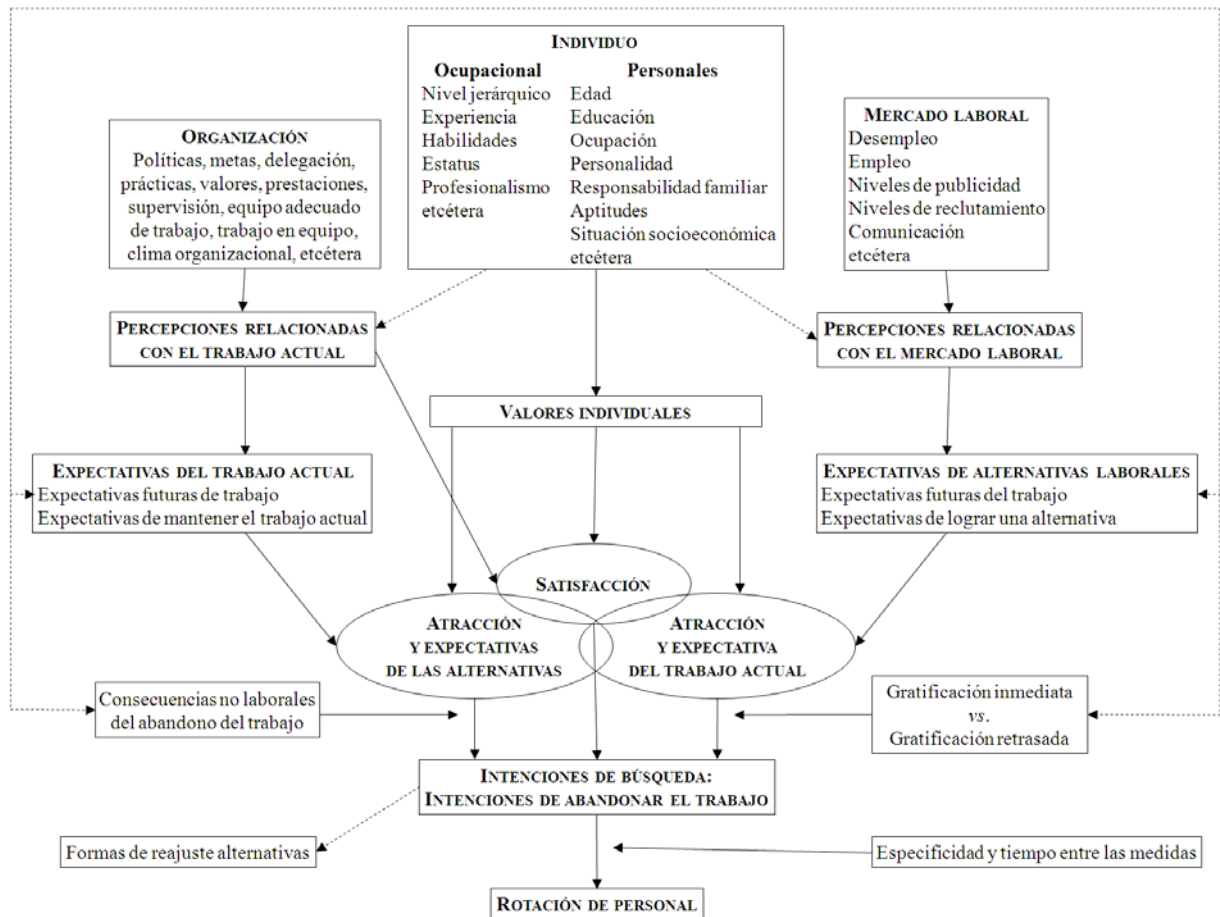 INDIVIDUO
Ocupacional
Nivel jerárquico
Experiencia
Habilidades
Estatus
Profesionalismo
etcétera
Personales
Edad
Educación
Ocupación
Personalidad
Responsabilidad familiar
Aptitudes
Situación socioeconómica
etcétera
ORGANIZACIÓN
Políticas, metas, delegación,
prácticas, valores, prestaciones,
supervisión, equipo adecuado
de trabajo, trabajo en equipo,
clima organizacional, etcétera
MERCADO LABORAL
Desempleo
Empleo
Niveles de publicidad
Niveles de reclutamiento
Comunicación
etcétera
PERCEPCIONES RELACIONADAS
CON EL TRABAJO ACTUAL
PERCEPCIONES RELACIONADAS
CON EL MERCADO LABORAL
VALORES INDIVIDUALES
EXPECTATIVAS DEL TRABAJO ACTUAL
Expectativas futuras de trabajo
Expectativas de mantener el trabajo actual
EXPECTATIVAS DE ALTERNATIVAS LABORALES
Expectativas futuras del trabajo
Expectativas de lograr una alternativa
SATISFACCIÓN
ATRACCIÓN
Y EXPECTATIVAS
DE LAS ALTERNATIVAS
ATRACCIÓN
Y EXPECTATIVA
DEL TRABAJO ACTUAL
Consecuencias no laborales
del abandono del trabajo
Gratificación inmediata
vs.
Gratificación retrasada
INTENCIONES DE BÚSQUEDA:
INTENCIONES DE ABANDONAR EL TRABAJO
Formas de reajuste alternativas
Especificidad y tiempo entre las medidas
ROTACIÓN DE PERSONAL